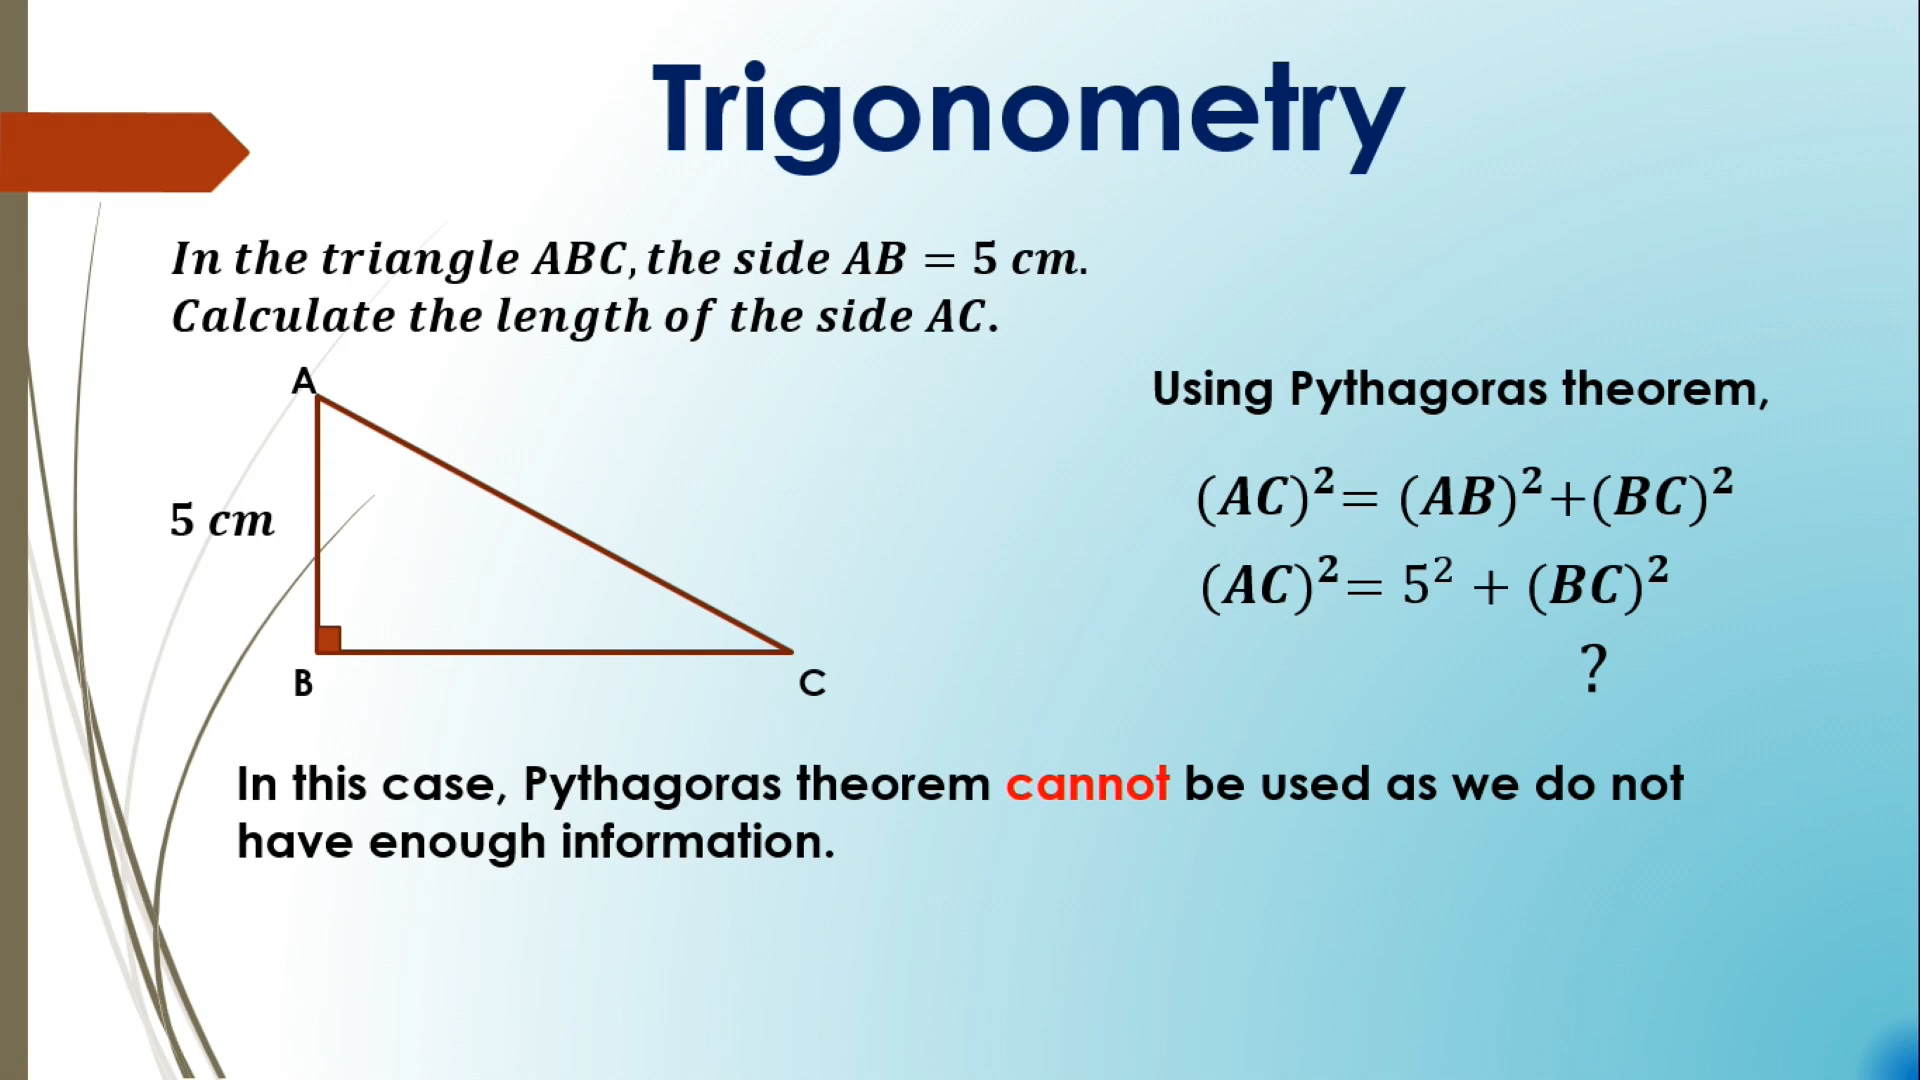 Trigonometry
In the triangle ABC, the side AB = 5 cm.
Calculate the length of the side AC.
A
Using Pythagoras theorem,
(AC)²= (AB)²+(BC)²
5 cm
(AC)²= 5² + (BC)²
?
B
C
In this case, Pythagoras theorem cannot be used as we do not
have enough information.